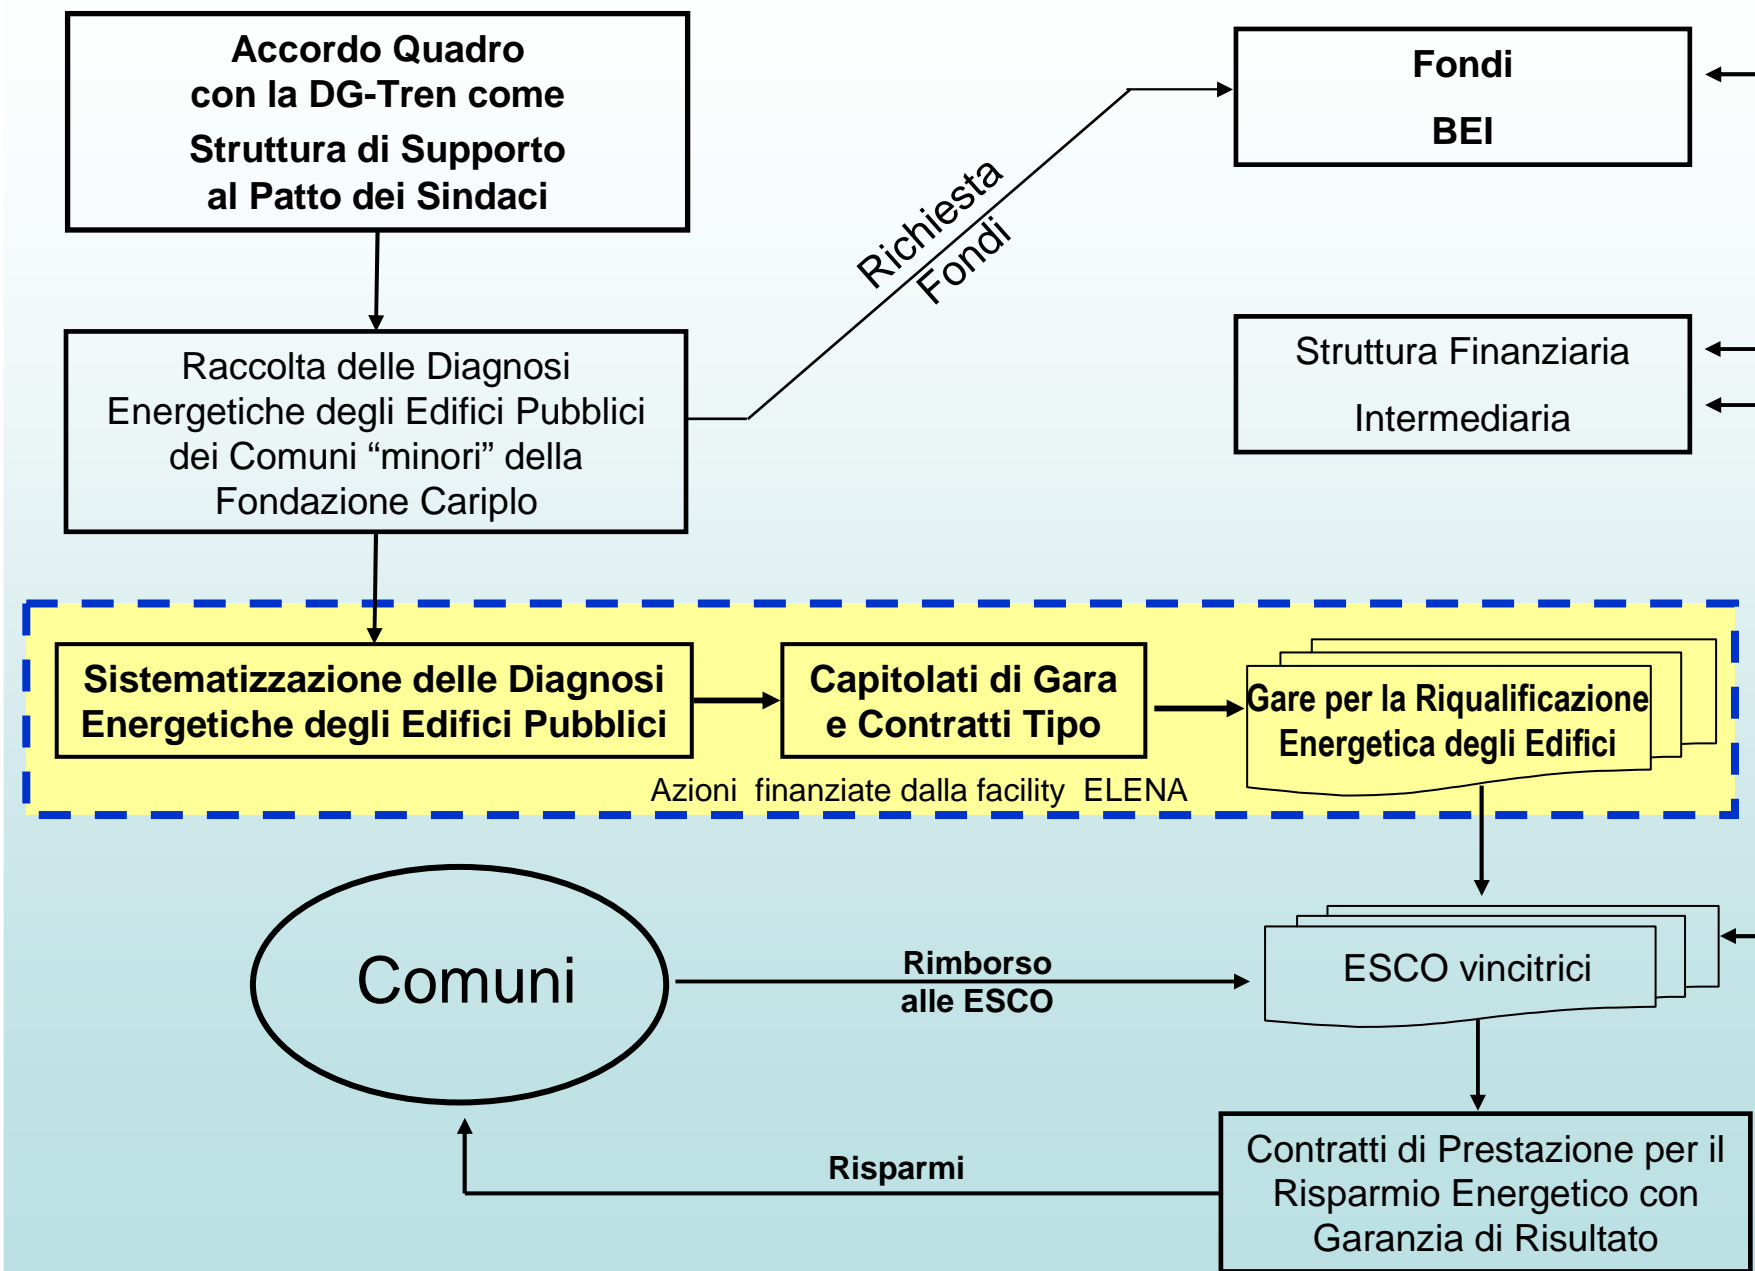 Accordo Quadro
con la DG-Tren come
Struttura di Supporto
al Patto dei Sindaci
Fondi
BEI
Richiesta
Fondi
Raccolta delle Diagnosi
Energetiche degli Edifici Pubblici
dei Comuni “minori” della
Fondazione Cariplo
Struttura Finanziaria
Intermediaria
Sistematizzazione delle Diagnosi
Energetiche degli Edifici Pubblici
Capitolati di Gara
e Contratti Tipo
Gare per la Riqualificazione
Energetica degli Edifici
Azioni finanziate dalla facility ELENA
Comuni
Rimborso
alle ESCO
ESCO vincitrici
Risparmi
Contratti di Prestazione per il
Risparmio Energetico con
Garanzia di Risultato